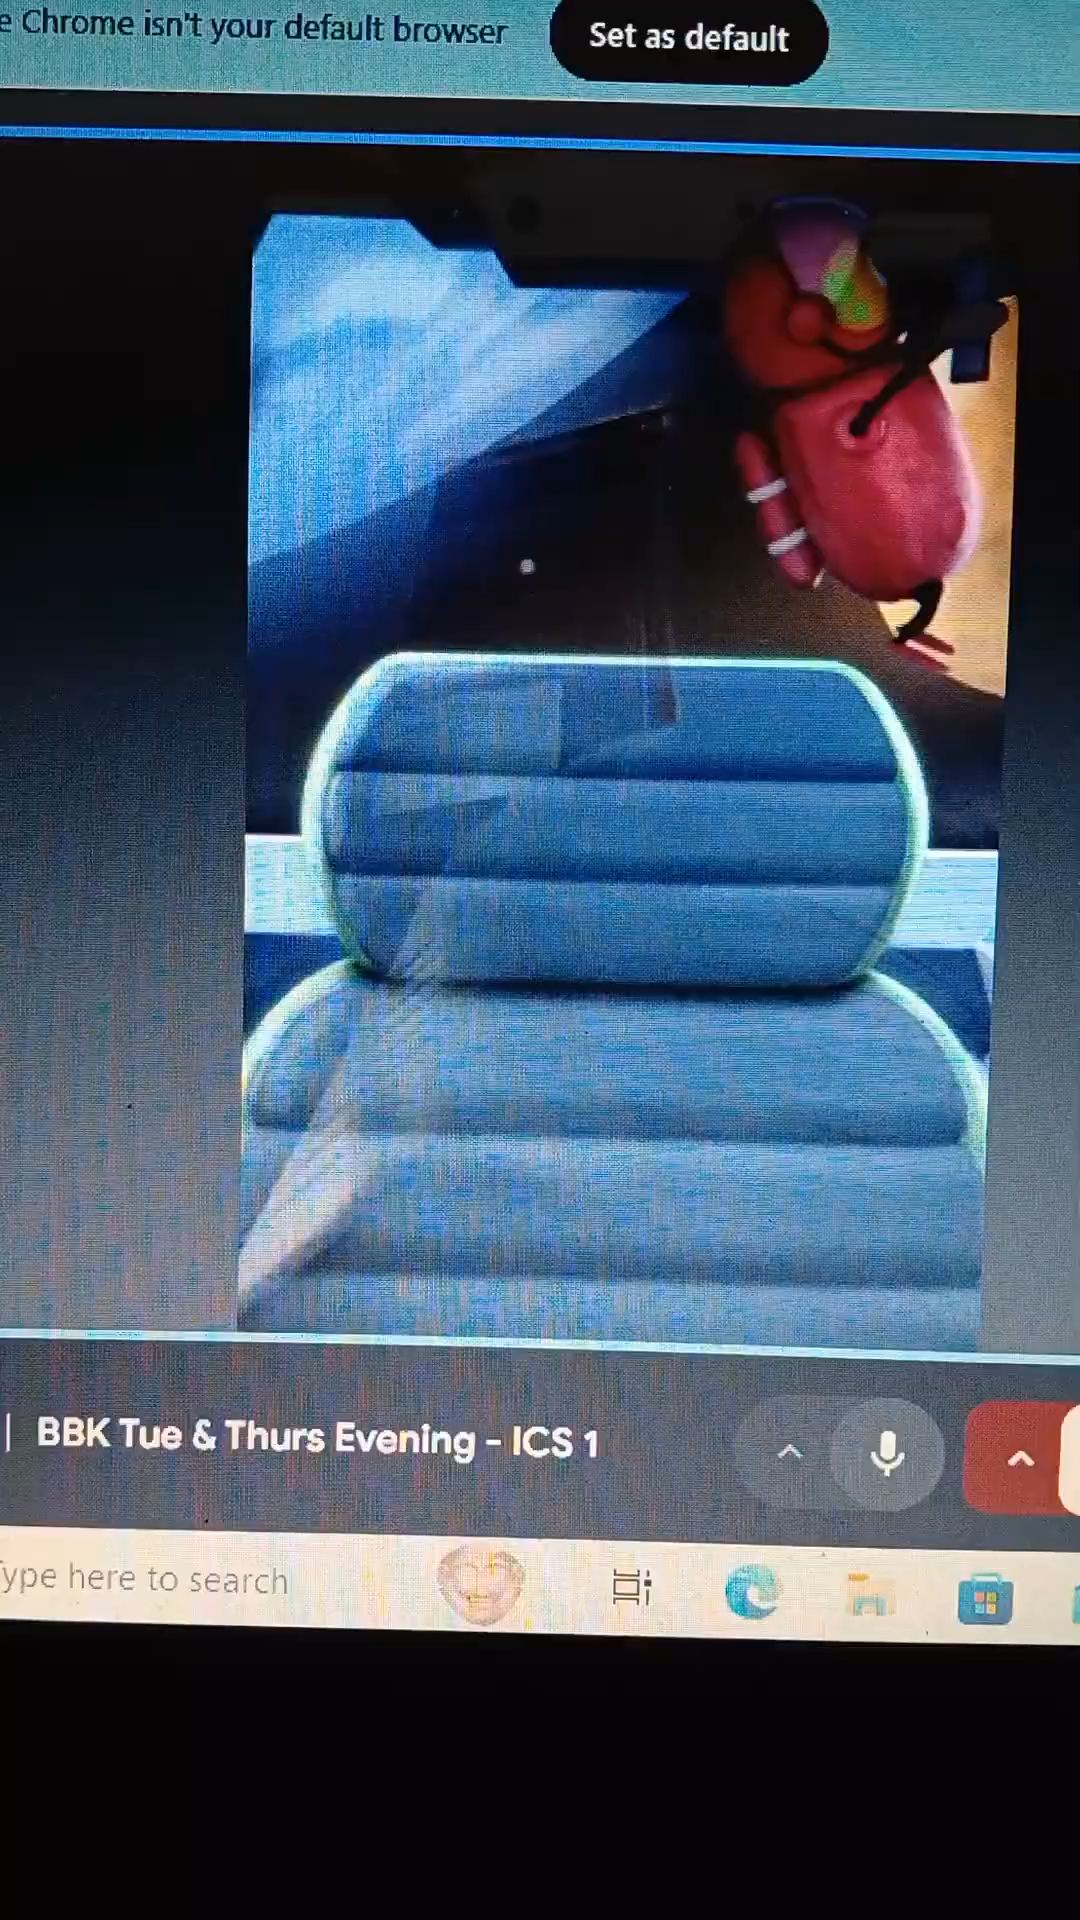 e Chrome isn't your default browser
Set as default
| BBK Tue & Thurs Evening - ICS 1
ype here to search